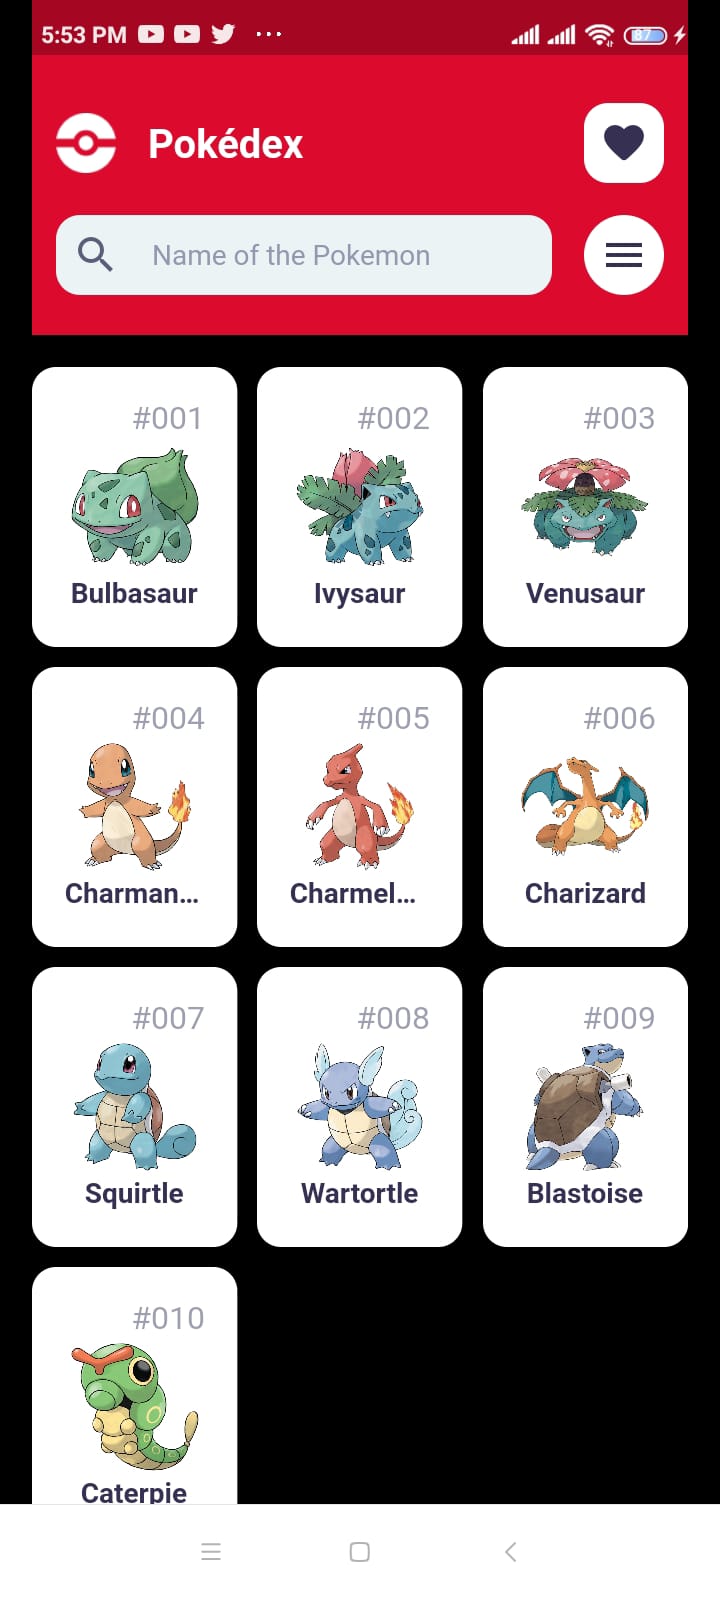 5:53 PM ... 87
Pokédex
Name of the Pokemon
#001 #002 #003
Bulbasaur Ivysaur Venusaur
#004 #005 #006
Charman... Charmel... Charizard
#007 #008 #009
Squirtle Wartortle Blastoise
#010
Caterpie